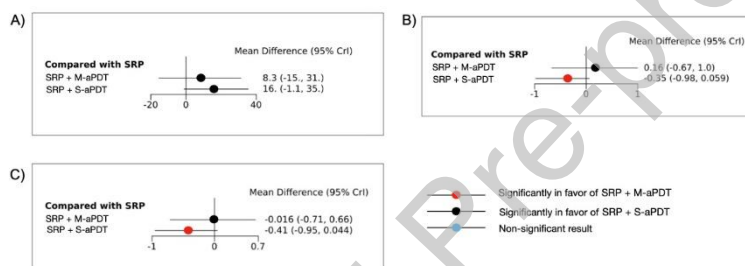 A)
Mean Difference (95% CrI)
Compared with SRP
SRP + M-aPDT 8.3 (-15., 31.)
SRP + S-aPDT 16. (-1.1, 35.)
-20 0 40
B)
Mean Difference (95% CrI)
Compared with SRP
SRP + M-aPDT 0.16 (-0.67, 1.0)
SRP + S-aPDT -0.35 (-0.98, 0.059)
-1 0 1
C)
Mean Difference (95% CrI)
Compared with SRP
SRP + M-aPDT -0.016 (-0.71, 0.66)
SRP + S-aPDT -0.41 (-0.95, 0.044)
-1 0 0.7
Significantly in favor of SRP + M-aPDT
Significantly in favor of SRP + S-aPDT
Non-significant result
Pre-pro